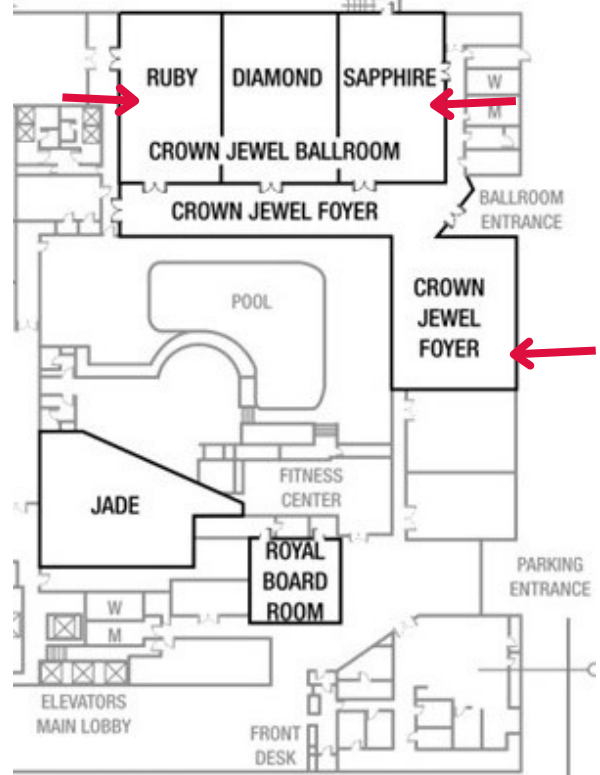 RUBY
DIAMOND
SAPPHIRE
W
M
CROWN JEWEL BALLROOM
CROWN JEWEL FOYER
BALLROOM
ENTRANCE
POOL
CROWN
JEWEL
FOYER
FITNESS
CENTER
JADE
ROYAL
BOARD
ROOM
PARKING
ENTRANCE
W
M
ELEVATORS
MAIN LOBBY
FRONT
DESK